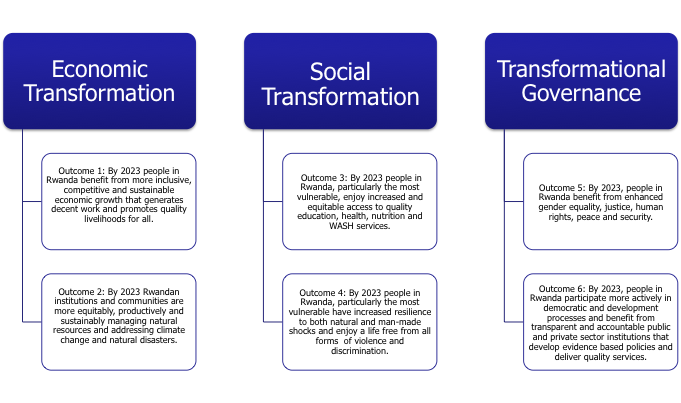 Economic
Transformation
Outcome 1: By 2023 people in
Rwanda benefit from more inclusive,
competitive and sustainable
economic growth that generates
decent work and promotes quality
livelihoods for all.
Outcome 2: By 2023 Rwandan
institutions and communities are
more equitably, productively and
sustainably managing natural
resources and addressing climate
change and natural disasters.
Social
Transformation
Outcome 3: By 2023 people in
Rwanda, particularly the most
vulnerable, enjoy increased and
equitable access to quality
education, health, nutrition and
WASH services.
Outcome 4: By 2023 people in
Rwanda, particularly the most
vulnerable have increased resilience
to both natural and man-made
shocks and enjoy a life free from all
forms of violence and
discrimination.
Transformational
Governance
Outcome 5: By 2023, people in
Rwanda benefit from enhanced
gender equality, justice, human
rights, peace and security.
Outcome 6: By 2023, people in
Rwanda participate more actively in
democratic and development
processes and benefit from
transparent and accountable public
and private sector institutions that
develop evidence based policies and
deliver quality services.